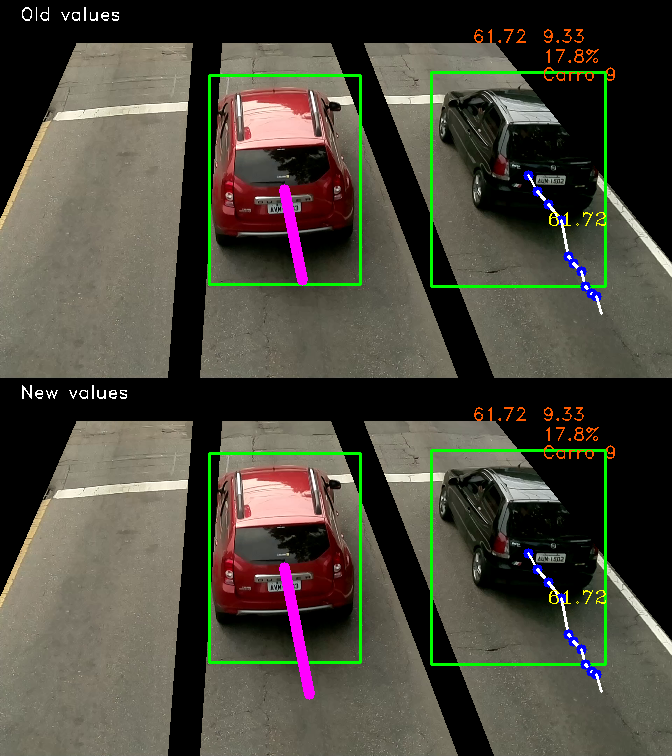 Old values
61.72 9.33
17.8%
Carro 9
61.72
New values
61.72 9.33
17.8%
Carro 9
61.72